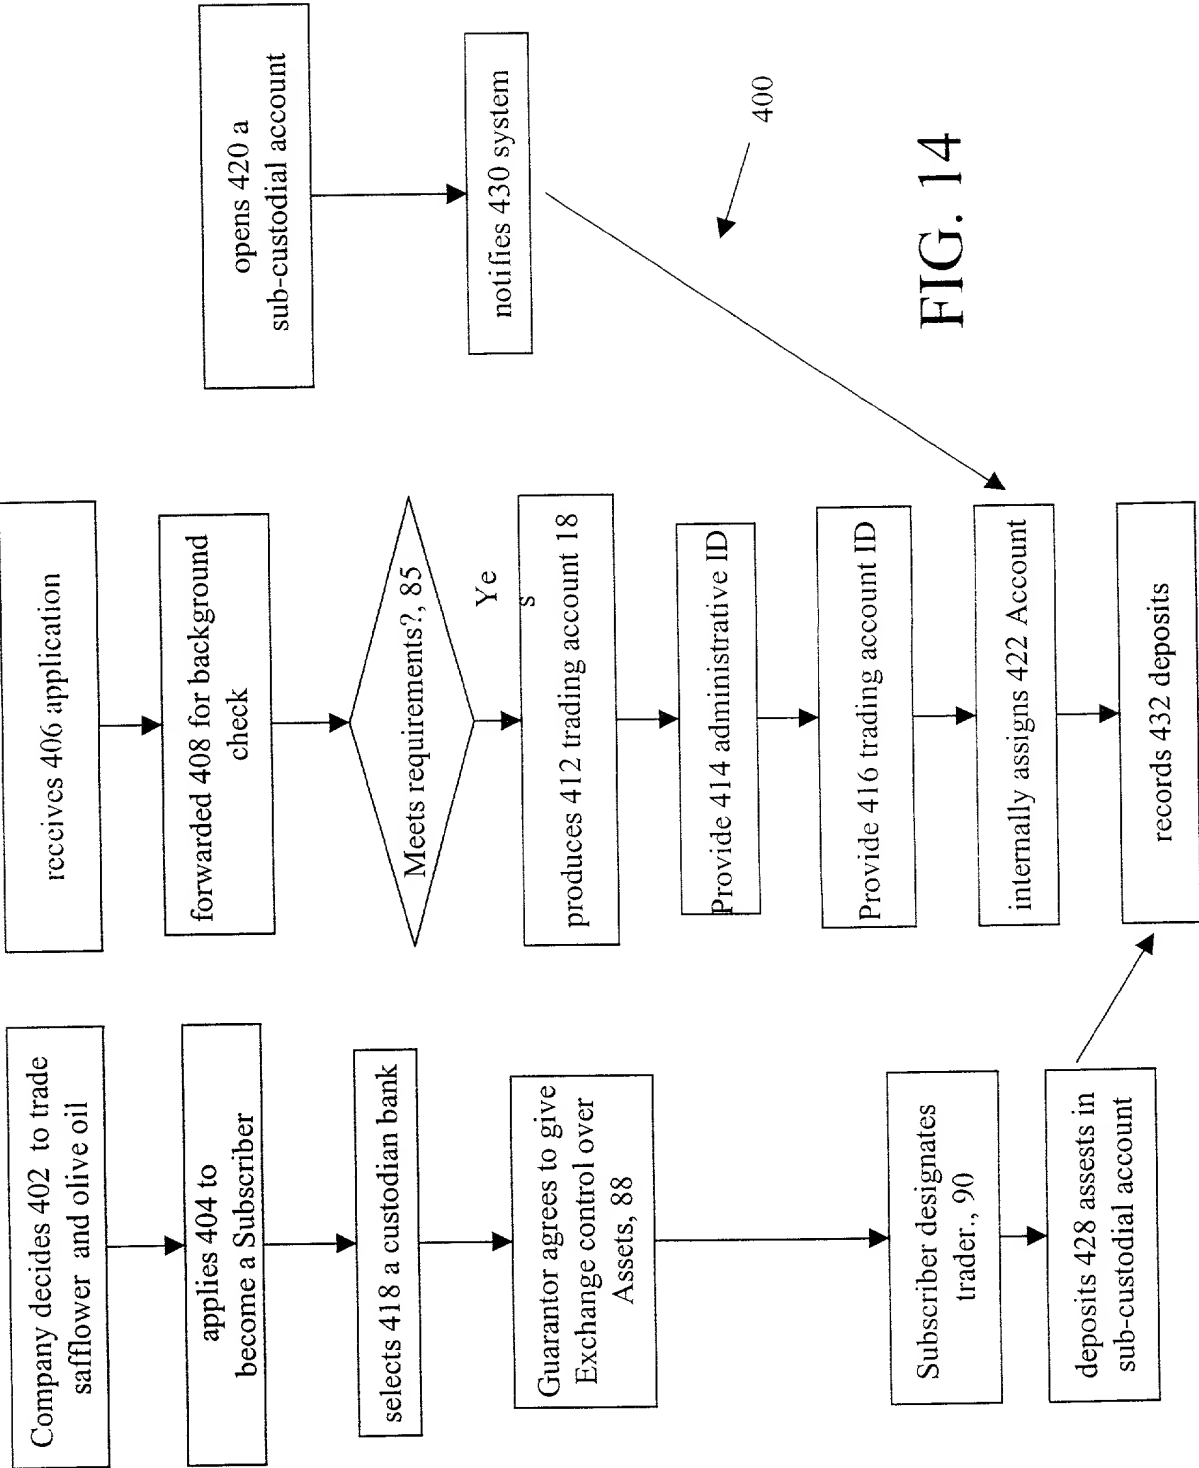 Company decides 402 to trade
safflower and olive oil
applies 404 to
become a Subscriber
selects 418 a custodian bank
Guarantor agrees to give
Exchange control over
Assets, 88
Subscriber designates
trader., 90
deposits 428 assests in
sub-custodial account
receives 406 application
forwarded 408 for background
check
Meets requirements?, 85
Ye
s
produces 412 trading account 18
Provide 414 administrative ID
Provide 416 trading account ID
internally assigns 422 Account
records 432 deposits
opens 420 a
sub-custodial account
notifies 430 system
400
FIG. 14